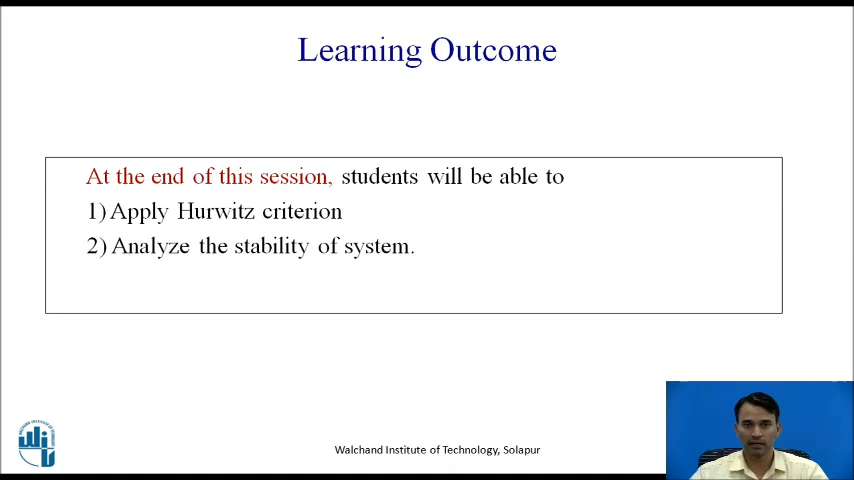 Learning Outcome
At the end of this session, students will be able to
1) Apply Hurwitz criterion
2) Analyze the stability of system.
Walchand Institute of Technology, Solapur